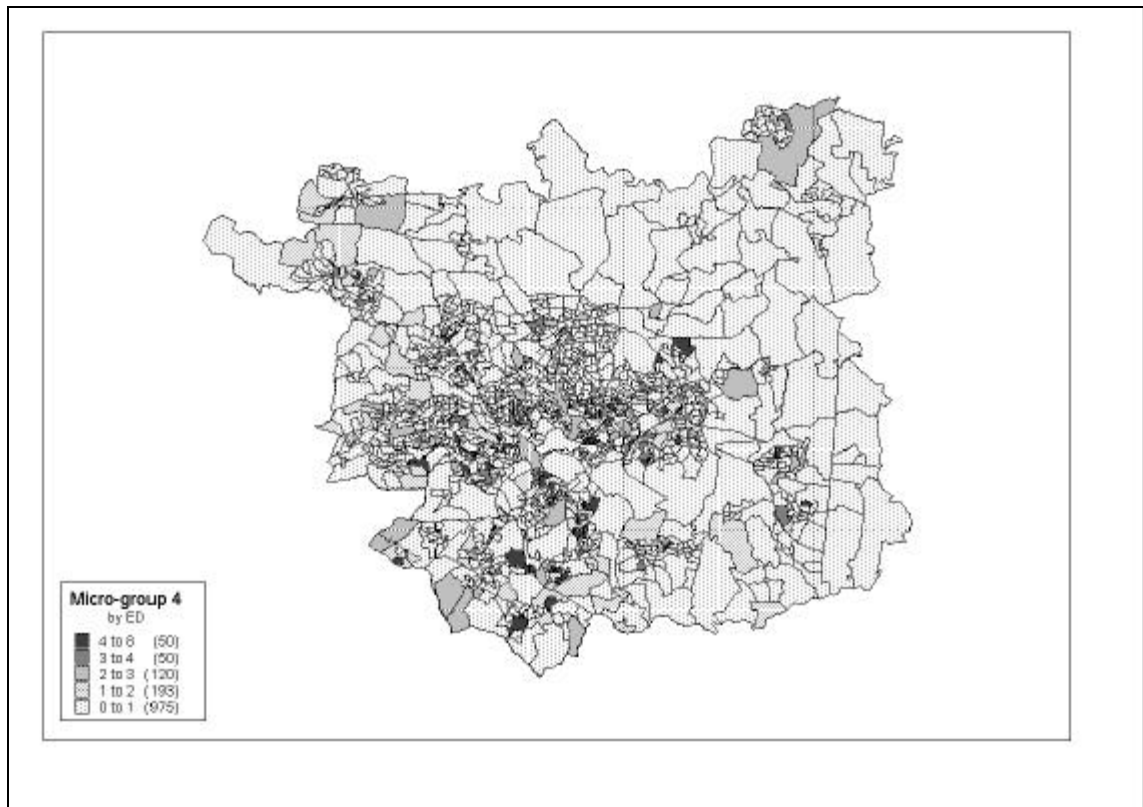 Micro-group 4
by ED
4 to 6 (50)
3 to 4 (50)
2 to 3 (120)
1 to 2 (193)
0 to 1 (975)